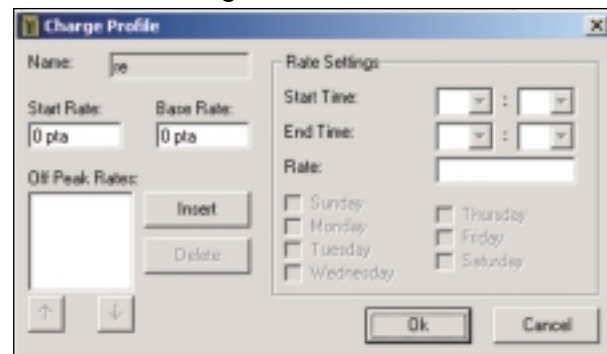 Charge Profile
Name: re
Start Rate: Base Rate:
0 pta 0 pta
Off Peak Rates:
Insert
Delete
Rate Settings
Start Time: :
End Time: :
Rate:
Sunday
Monday
Tuesday
Wednesday
Thursday
Friday
Saturday
Ok Cancel